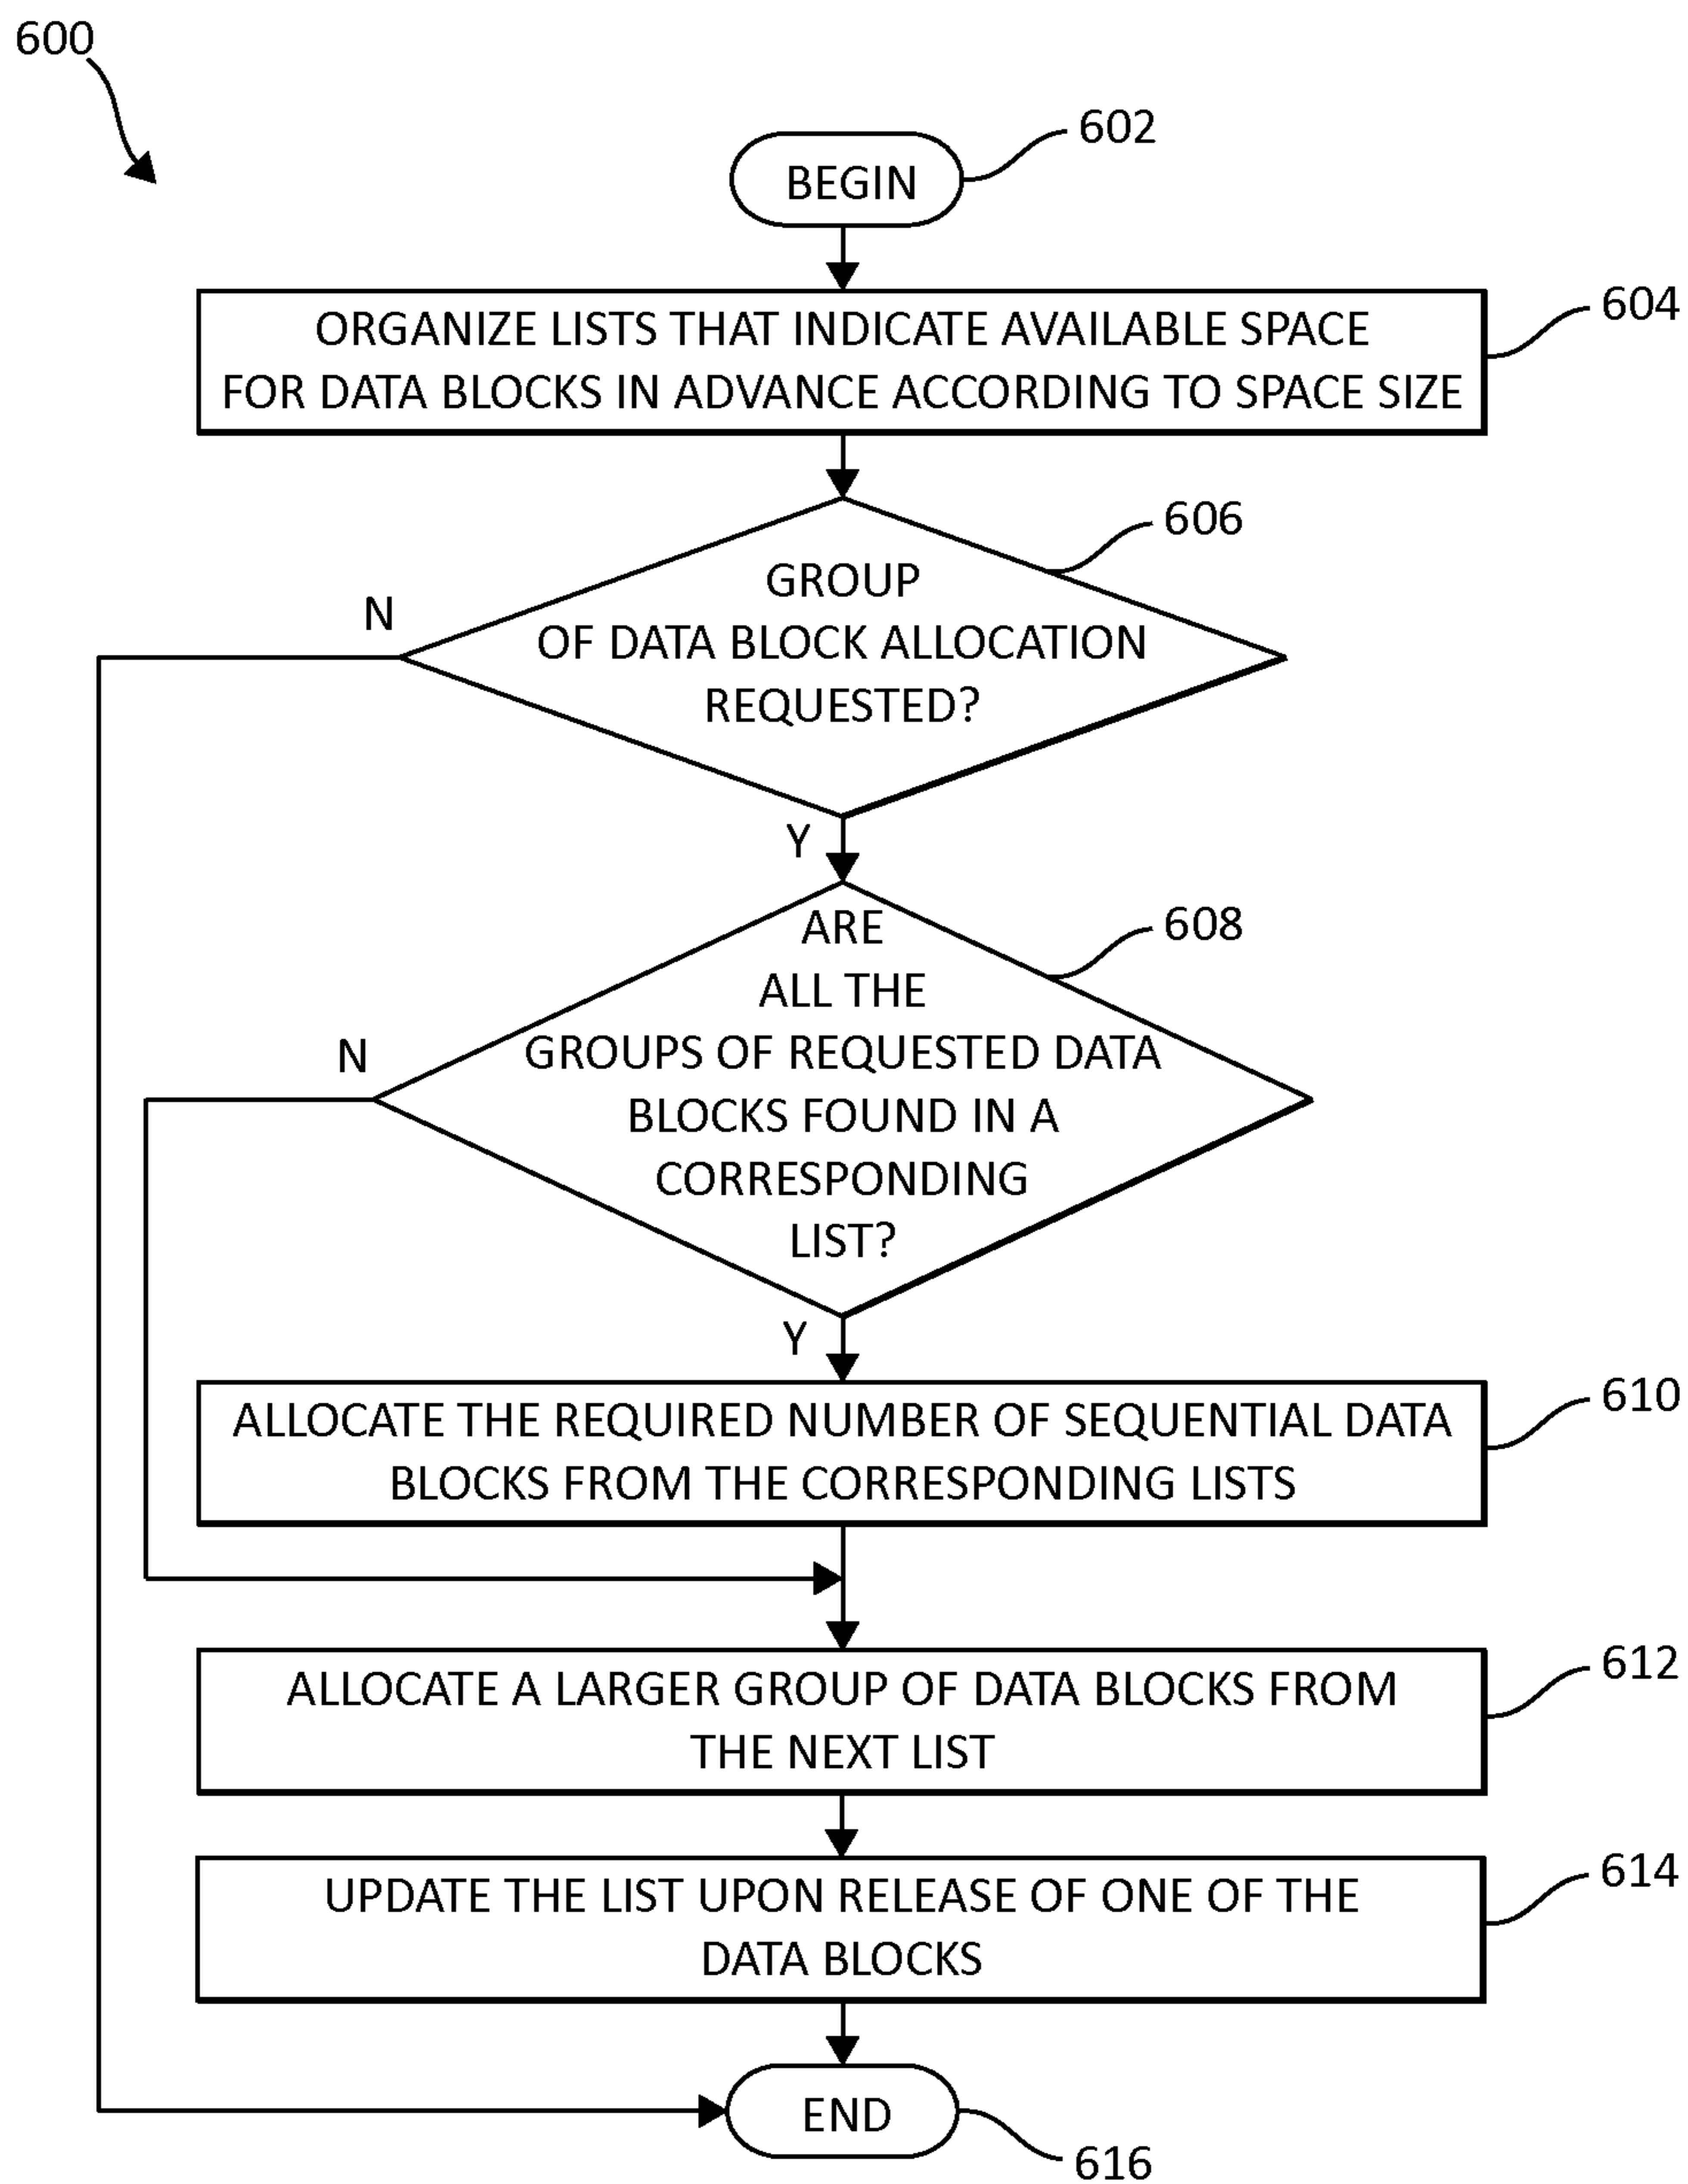 600
602
BEGIN
604
ORGANIZE LISTS THAT INDICATE AVAILABLE SPACE
FOR DATA BLOCKS IN ADVANCE ACCORDING TO SPACE SIZE
606
GROUP
OF DATA BLOCK ALLOCATION
REQUESTED?
N
Y
608
ARE
ALL THE
GROUPS OF REQUESTED DATA
BLOCKS FOUND IN A
CORRESPONDING
LIST?
N
Y
610
ALLOCATE THE REQUIRED NUMBER OF SEQUENTIAL DATA
BLOCKS FROM THE CORRESPONDING LISTS
612
ALLOCATE A LARGER GROUP OF DATA BLOCKS FROM
THE NEXT LIST
614
UPDATE THE LIST UPON RELEASE OF ONE OF THE
DATA BLOCKS
END
616